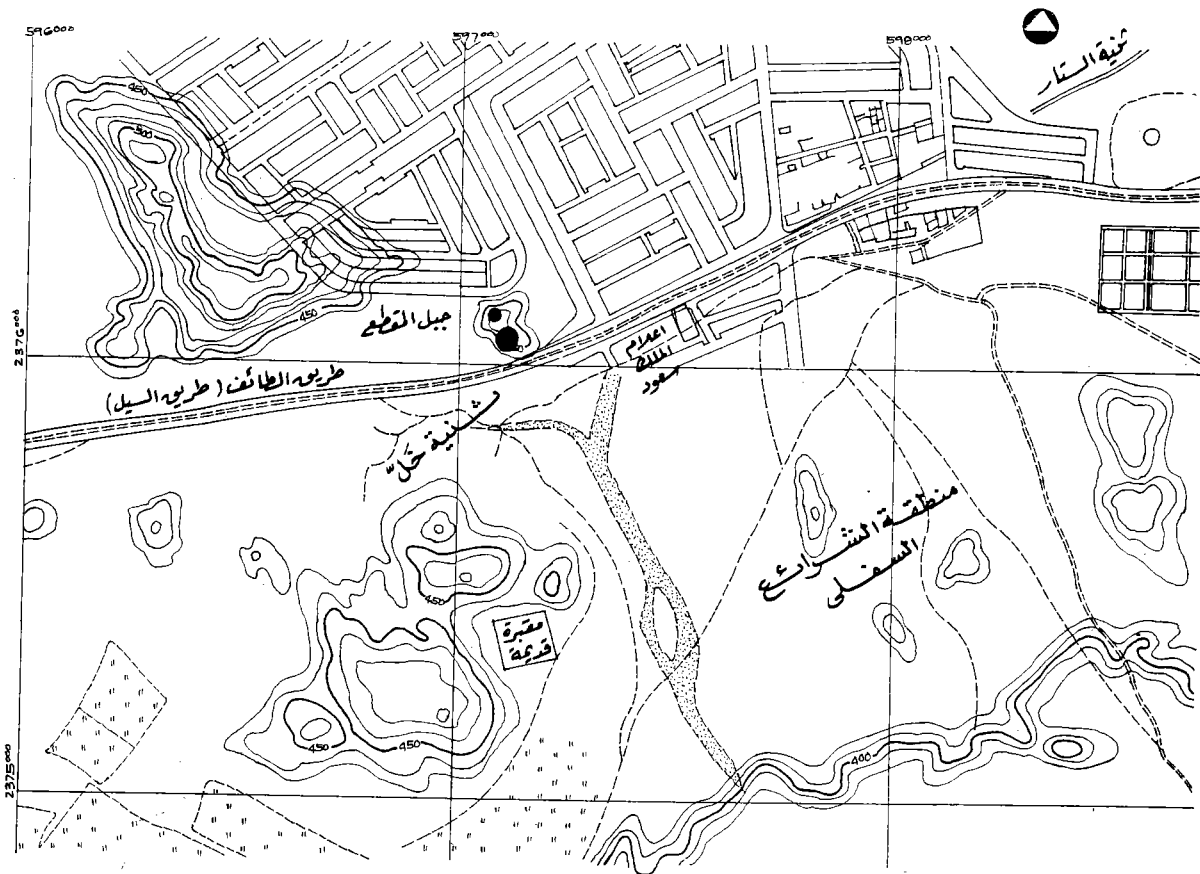 596000
597000
598000
ثنية الستار
450
500
450
2376000
جبل المقطع
اعلام
الملك
سعود
طريق الطائف (طريق السيل)
ثنية خَلّ
منطقة الشرائع
السفلى
450
مقبرة
قديمة
450
450
400
2375000